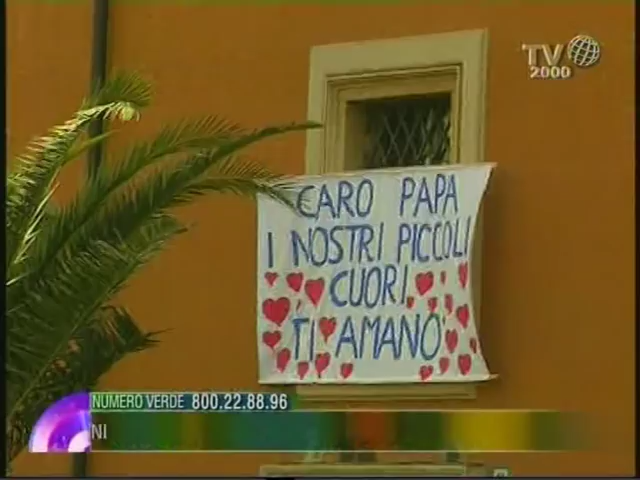 TV
2000
CARO PAPA
I NOSTRI PICCOLI
CUORI
TI AMANO
NUMERO VERDE 800.22.88.96
NI